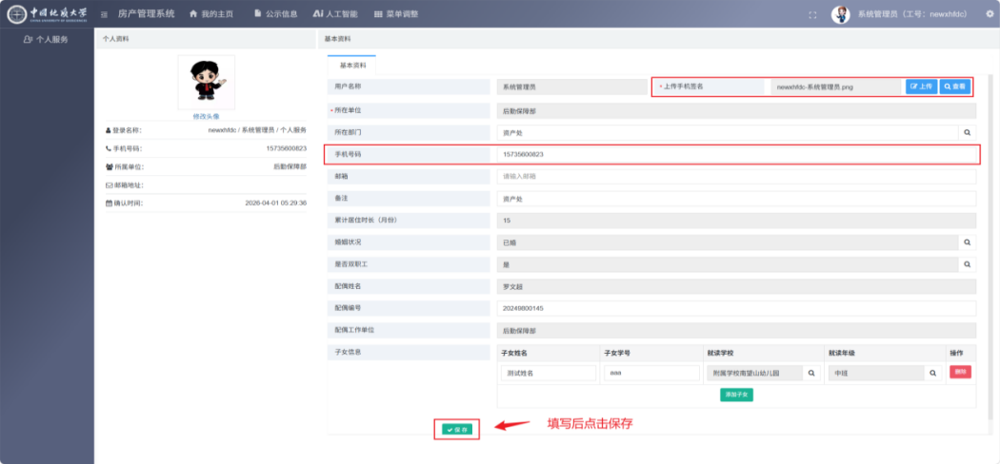 中国地质大学 房产管理系统 我的主页 公示信息 AI 人工智能 菜单调整 系统管理员（工号：newxhfdc）
CHINA UNIVERSITY OF GEOSCIENCES
个人服务
个人资料
修改头像
登录名称： newxhfdc / 系统管理员 / 个人服务
手机号码： 15735600823
所属单位： 后勤保障部
邮箱地址：
确认时间： 2026-04-01 05:29:36
基本资料
基本资料
用户名称 系统管理员 * 上传手机签名 newxhfdc-系统管理员.png 上传 查看
* 所在单位 后勤保障部
所在部门 资产处
手机号码 15735600823
邮箱 请输入邮箱
备注 资产处
累计居住时长（月份） 15
婚姻状况 已婚
是否双职工 是
配偶姓名 罗文超
配偶编号 20249800145
配偶工作单位 后勤保障部
子女信息 子女姓名 子女学号 就读学校 就读年级 操作
测试姓名 aaa 附属学校南望山幼儿园 中班 删除
添加子女
保存 填写后点击保存